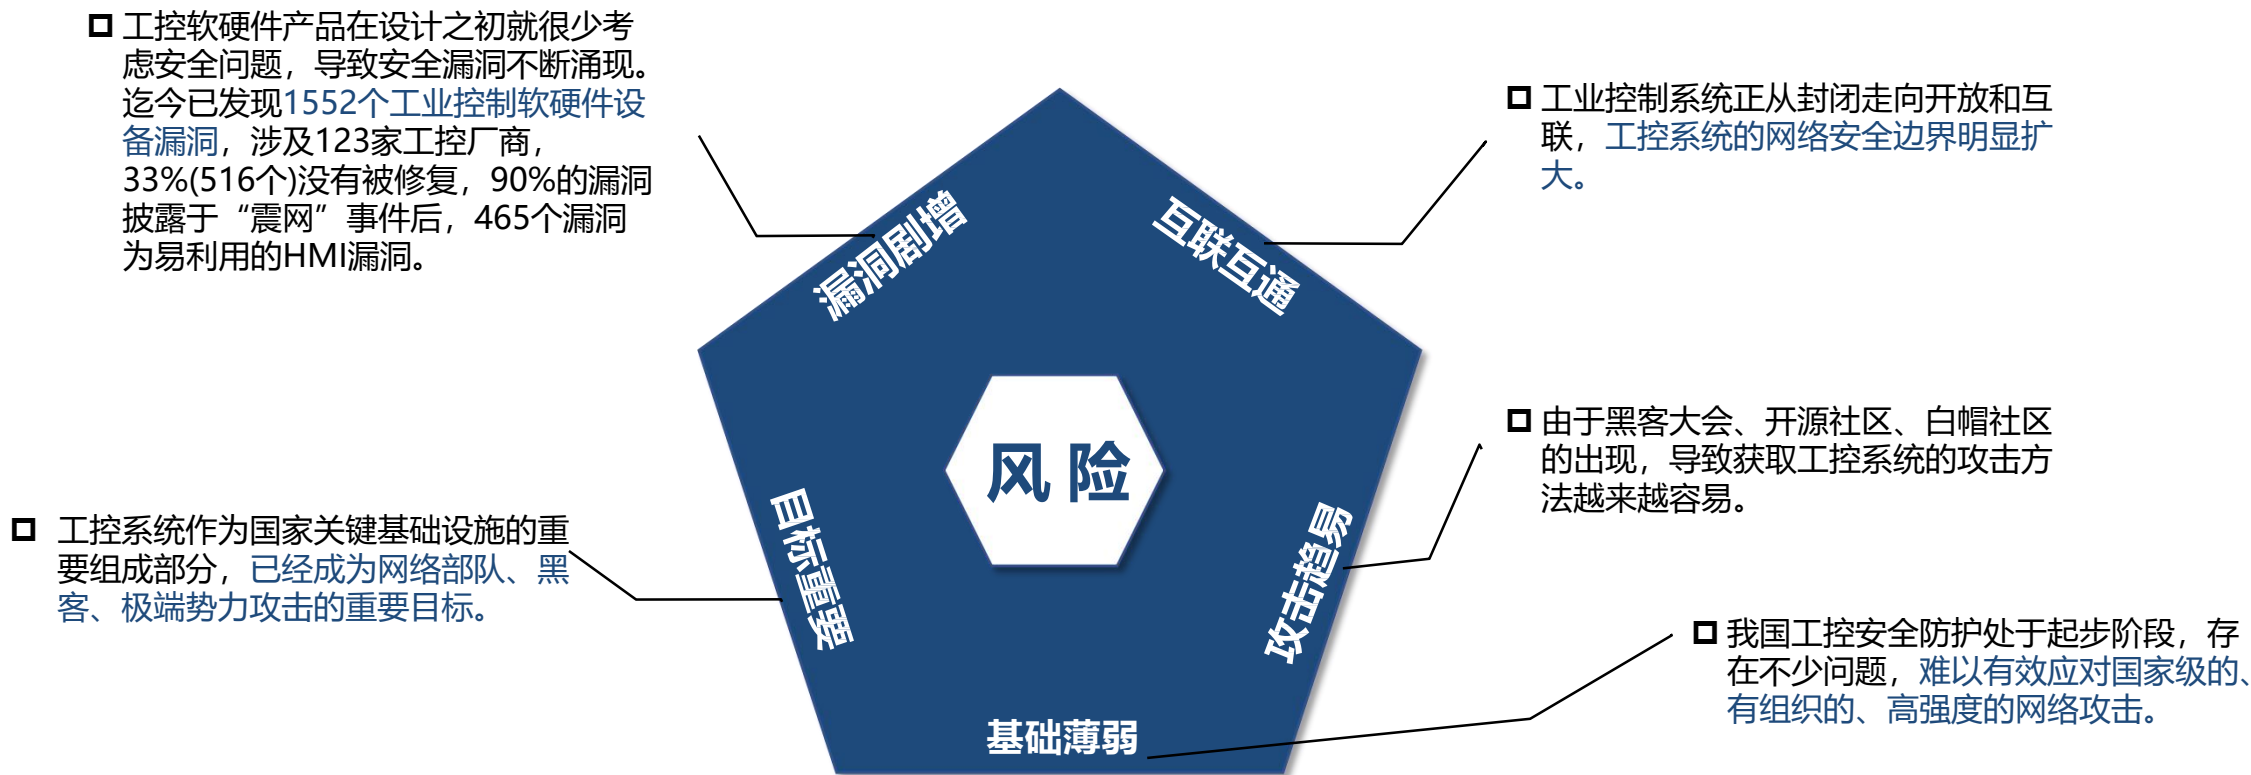 工控软硬件产品在设计之初就很少考
虑安全问题，导致安全漏洞不断涌现。
迄今已发现1552个工业控制软硬件设
备漏洞，涉及123家工控厂商，
33%(516个)没有被修复，90%的漏洞
披露于“震网”事件后，465个漏洞
为易利用的HMI漏洞。
工业控制系统正从封闭走向开放和互
联，工控系统的网络安全边界明显扩
大。
漏洞剧增
互联互通
风 险
由于黑客大会、开源社区、白帽社区
的出现，导致获取工控系统的攻击方
法越来越容易。
目标重要
攻击趋易
工控系统作为国家关键基础设施的重
要组成部分，已经成为网络部队、黑
客、极端势力攻击的重要目标。
我国工控安全防护处于起步阶段，存
在不少问题，难以有效应对国家级的、
有组织的、高强度的网络攻击。
基础薄弱